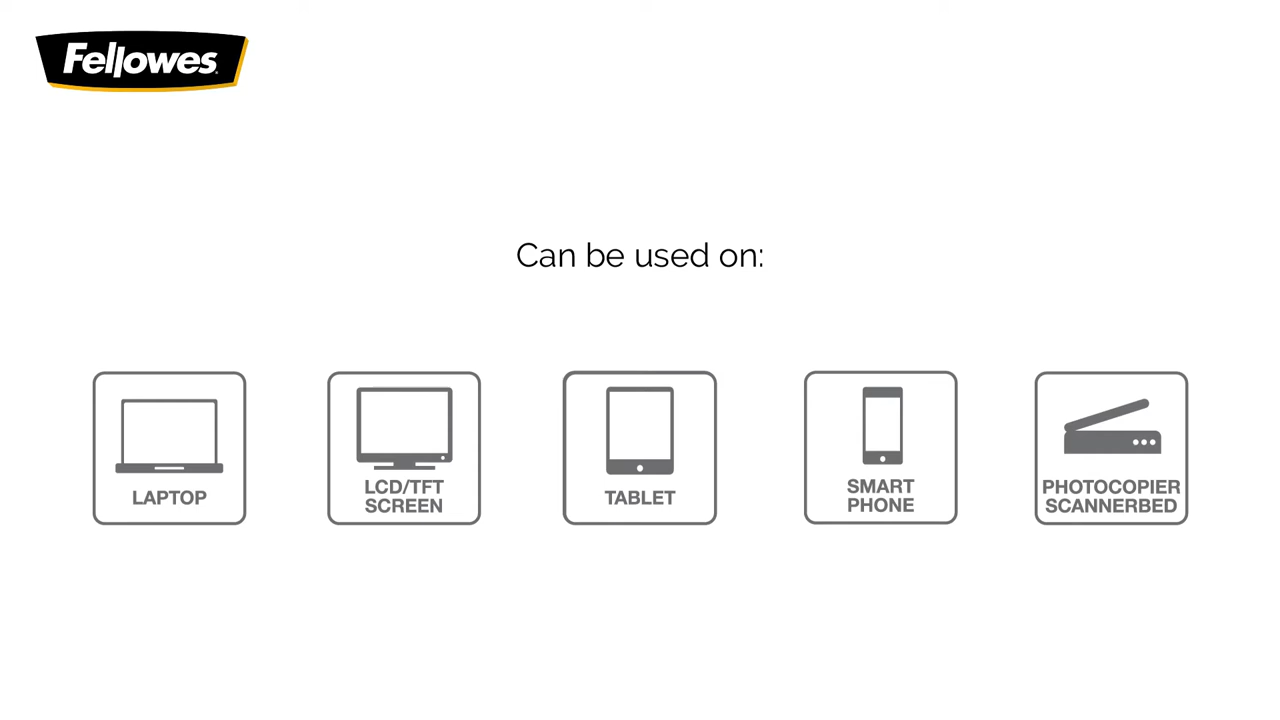 Fellowes
Can be used on:
LAPTOP
LCD/TFT
SCREEN
TABLET
SMART
PHONE
PHOTOCOPIER
SCANNERBED